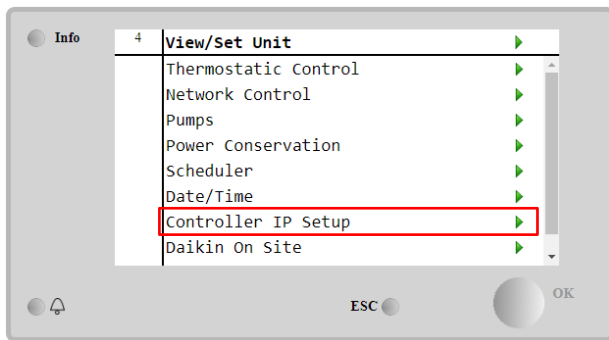 Info
4 View/Set Unit
Thermostatic Control
Network Control
Pumps
Power Conservation
Scheduler
Date/Time
Controller IP Setup
Daikin On Site
ESC
OK